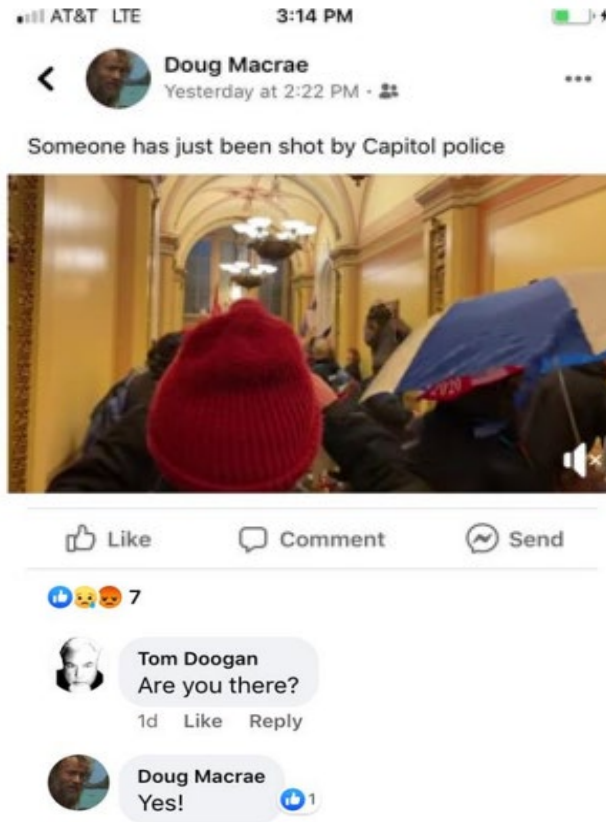 AT&T LTE 3:14 PM
Doug Macrae
Yesterday at 2:22 PM ·
Someone has just been shot by Capitol police
2020
Like Comment Send
7
Tom Doogan
Are you there?
1d Like Reply
Doug Macrae
Yes!
1